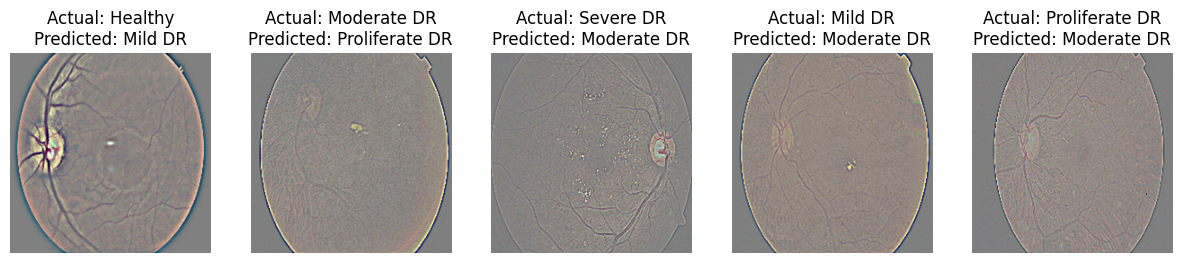 Actual: Healthy
Predicted: Mild DR
Actual: Moderate DR
Predicted: Proliferate DR
Actual: Severe DR
Predicted: Moderate DR
Actual: Mild DR
Predicted: Moderate DR
Actual: Proliferate DR
Predicted: Moderate DR